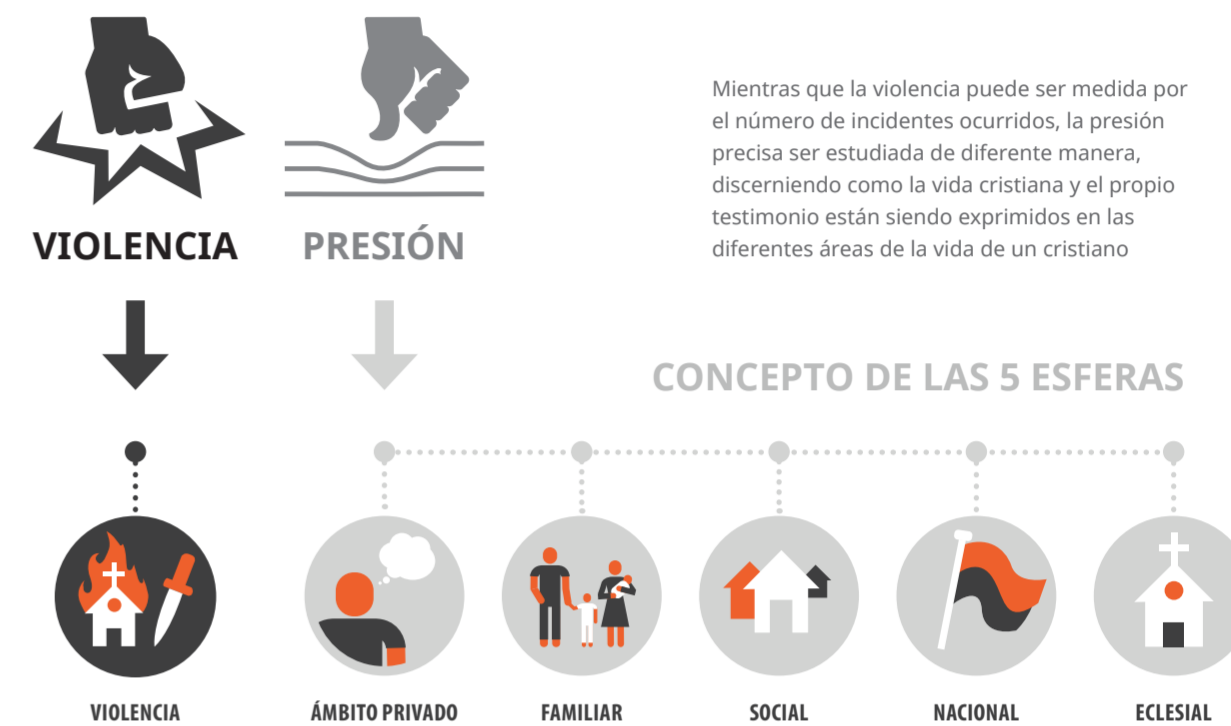 Mientras que la violencia puede ser medida por
el número de incidentes ocurridos, la presión
precisa ser estudiada de diferente manera,
discerniendo como la vida cristiana y el propio
testimonio están siendo exprimidos en las
diferentes áreas de la vida de un cristiano
VIOLENCIA
PRESIÓN
CONCEPTO DE LAS 5 ESFERAS
VIOLENCIA
ÁMBITO PRIVADO
FAMILIAR
SOCIAL
NACIONAL
ECLESIAL